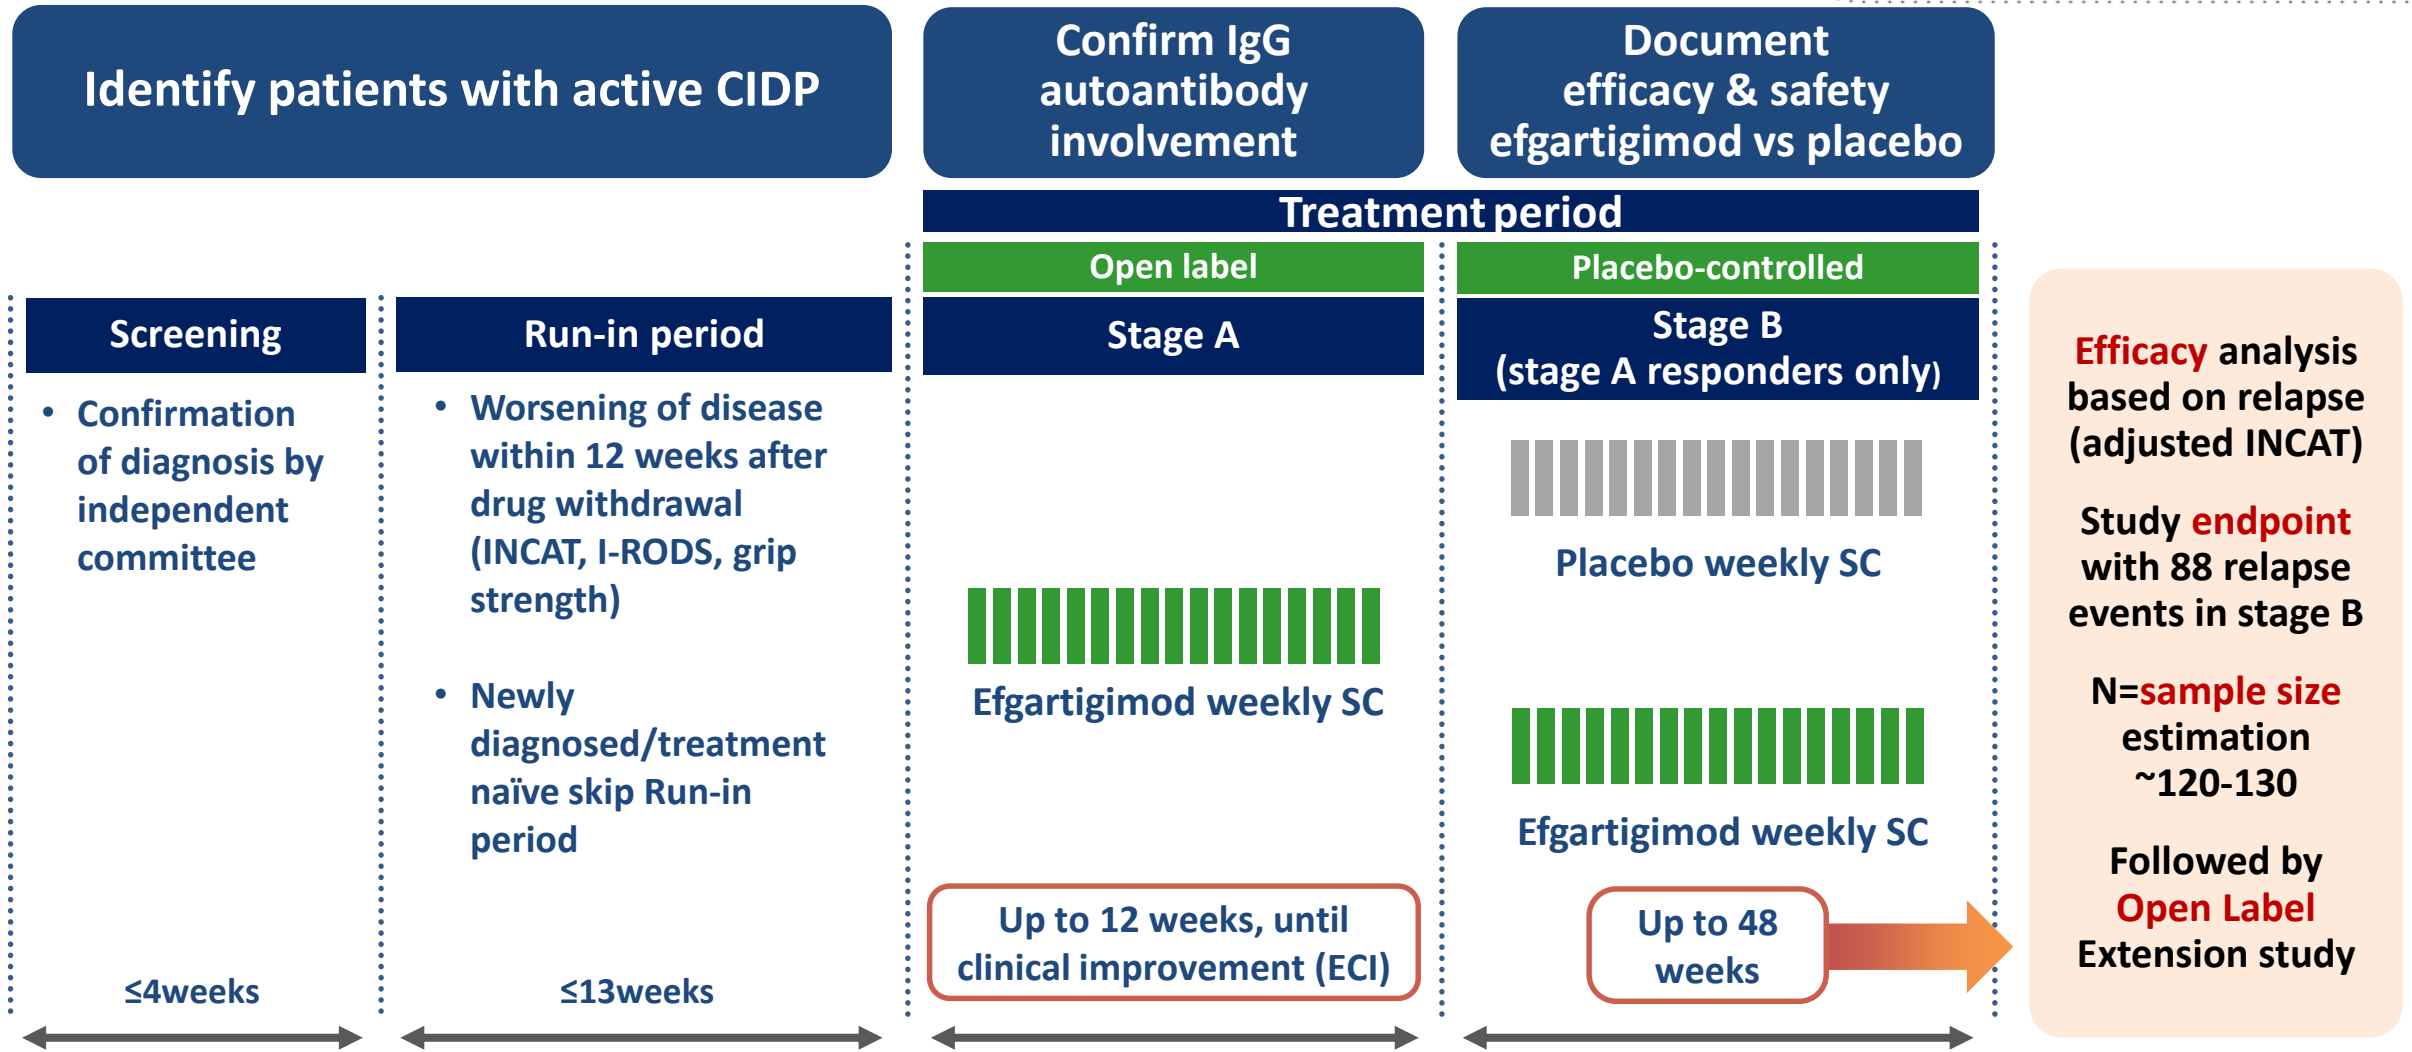 Identify patients with active CIDP
Confirm IgG
autoantibody
involvement
Document
efficacy & safety
efgartigimod vs placebo
Treatment period
Open label
Placebo-controlled
Screening
Run-in period
Stage A
Stage B
(stage A responders only)
• Confirmation
of diagnosis by
independent
committee
≤4weeks
• Worsening of disease
within 12 weeks after
drug withdrawal
(INCAT, I-RODS, grip
strength)
• Newly
diagnosed/treatment
naïve skip Run-in
period
≤13weeks
Efgartigimod weekly SC
Up to 12 weeks, until
clinical improvement (ECI)
Placebo weekly SC
Efgartigimod weekly SC
Up to 48
weeks
Efficacy analysis
based on relapse
(adjusted INCAT)
Study endpoint
with 88 relapse
events in stage B
N=sample size
estimation
~120-130
Followed by
Open Label
Extension study